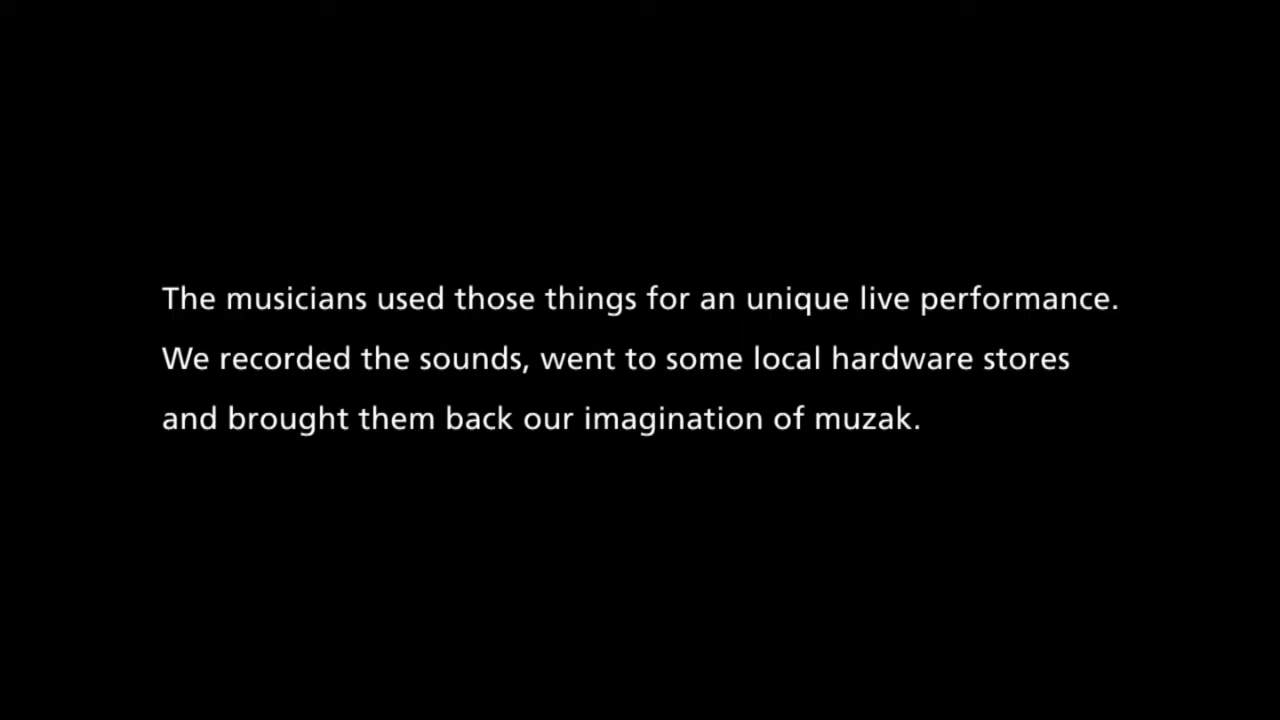 The musicians used those things for an unique live performance.
We recorded the sounds, went to some local hardware stores
and brought them back our imagination of muzak.